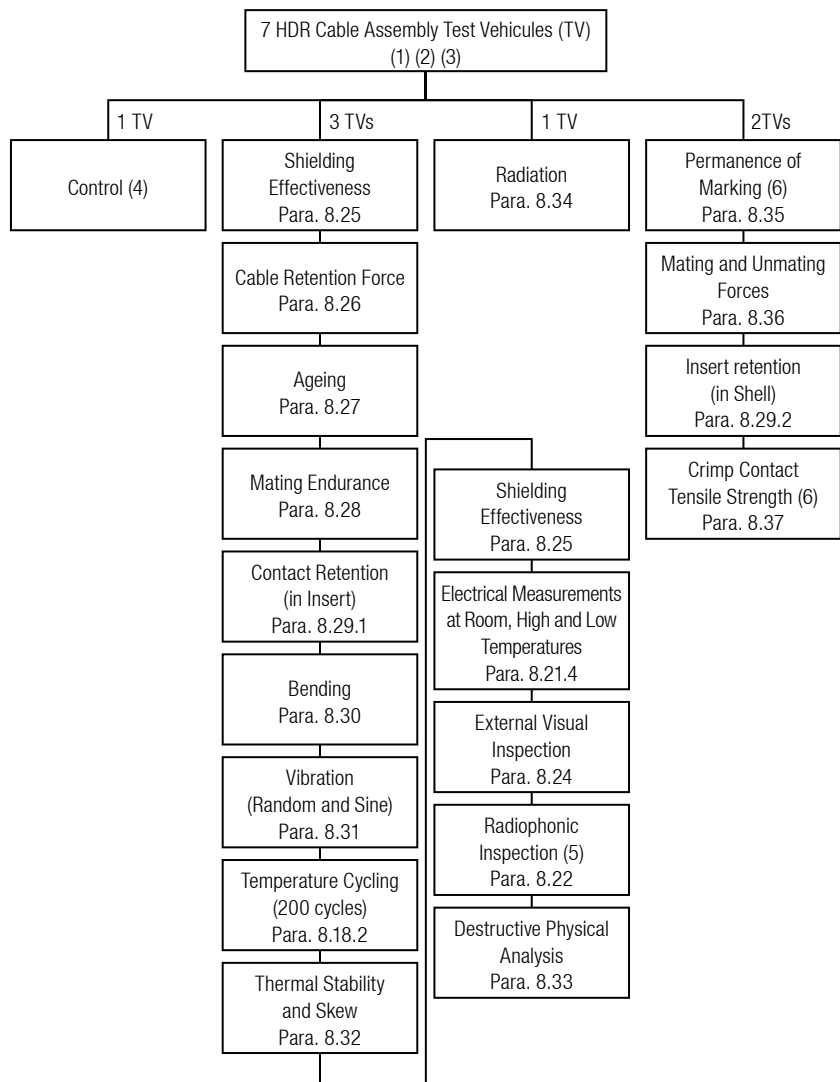 7 HDR Cable Assembly Test Vehicules (TV)
(1) (2) (3)
1 TV
Control (4)
3 TVs
Shielding
Effectiveness
Para. 8.25
Cable Retention Force
Para. 8.26
Ageing
Para. 8.27
Mating Endurance
Para. 8.28
Contact Retention
(in Insert)
Para. 8.29.1
Bending
Para. 8.30
Vibration
(Random and Sine)
Para. 8.31
Temperature Cycling
(200 cycles)
Para. 8.18.2
Thermal Stability
and Skew
Para. 8.32
Shielding
Effectiveness
Para. 8.25
Electrical Measurements
at Room, High and Low
Temperatures
Para. 8.21.4
External Visual
Inspection
Para. 8.24
Radiophonic
Inspection (5)
Para. 8.22
Destructive Physical
Analysis
Para. 8.33
1 TV
Radiation
Para. 8.34
2TVs
Permanence of
Marking (6)
Para. 8.35
Mating and Unmating
Forces
Para. 8.36
Insert retention
(in Shell)
Para. 8.29.2
Crimp Contact
Tensile Strength (6)
Para. 8.37